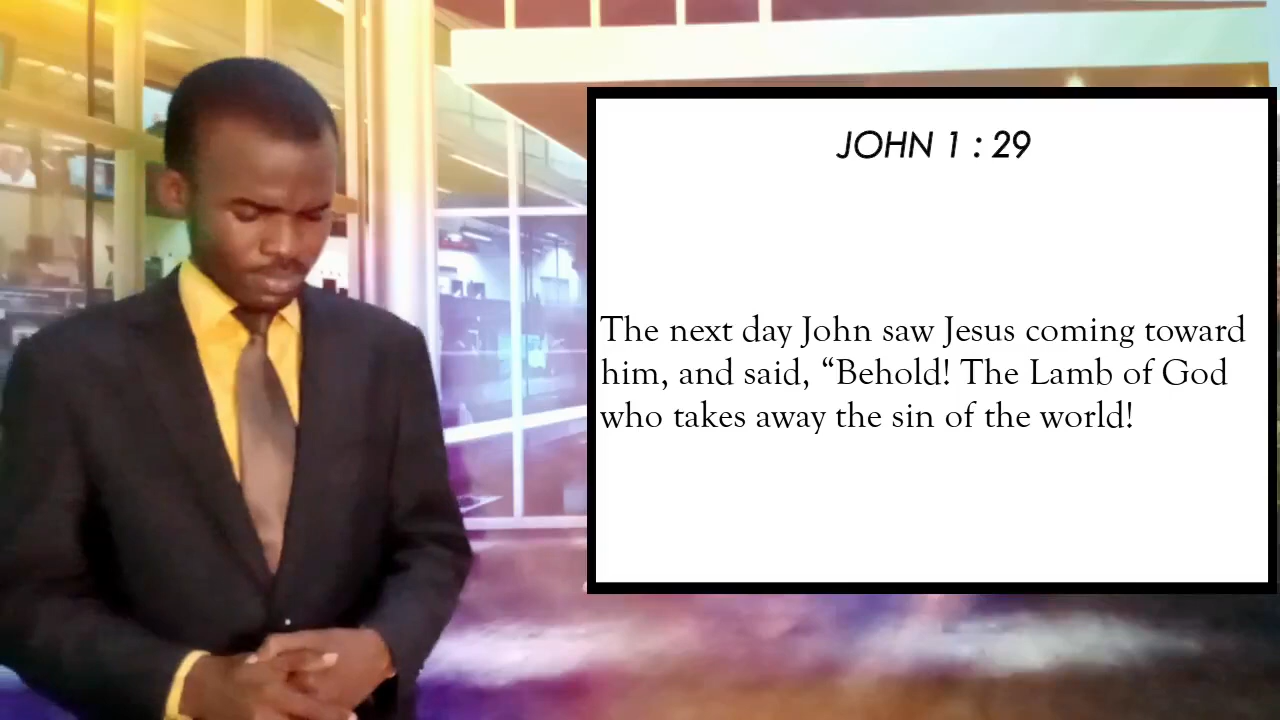 JOHN 1 : 29
The next day John saw Jesus coming toward
him, and said, “Behold! The Lamb of God
who takes away the sin of the world!